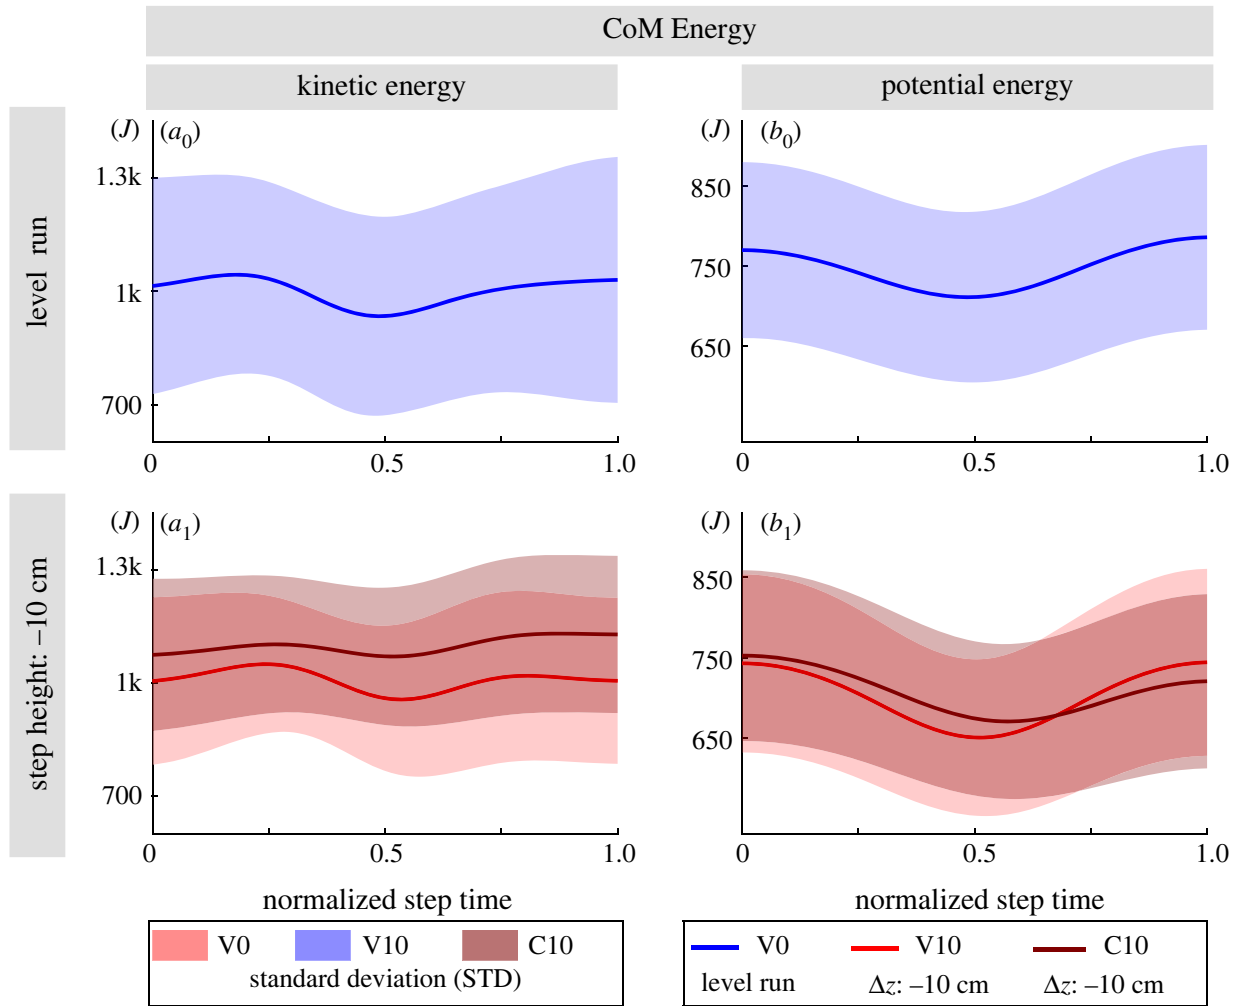 CoM Energy
kinetic energy
potential energy
level run
(J) (a0)
1.3k
1k
700
0 0.5 1.0
(J) (b0)
850
750
650
0 0.5 1.0
step height: –10 cm
(J) (a1)
1.3k
1k
700
0 0.5 1.0
normalized step time
(J) (b1)
850
750
650
0 0.5 1.0
normalized step time
V0 V10 C10
standard deviation (STD)
V0 V10 C10
level run Δz: –10 cm Δz: –10 cm